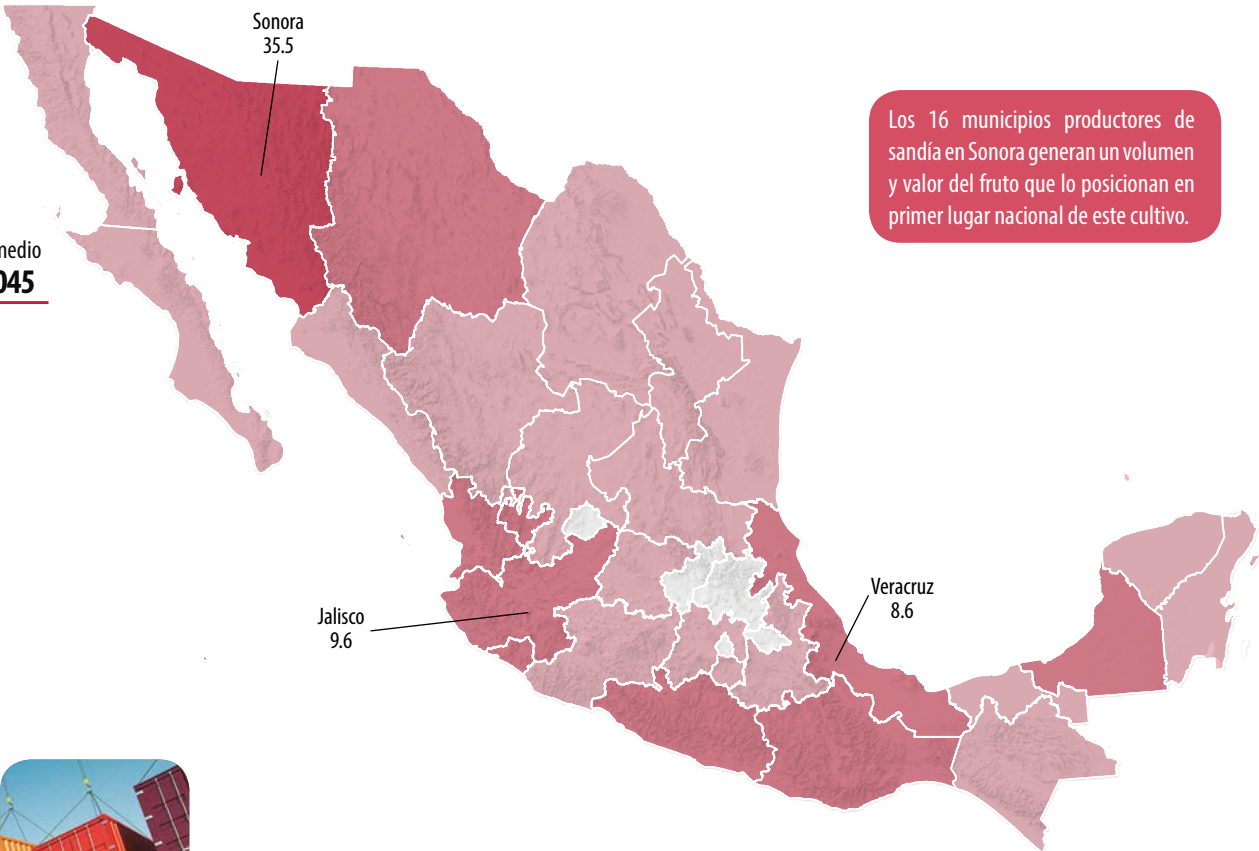 Sonora
35.5
Los 16 municipios productores de
sandía en Sonora generan un volumen
y valor del fruto que lo posicionan en
primer lugar nacional de este cultivo.
medio
045
Jalisco
9.6
Veracruz
8.6